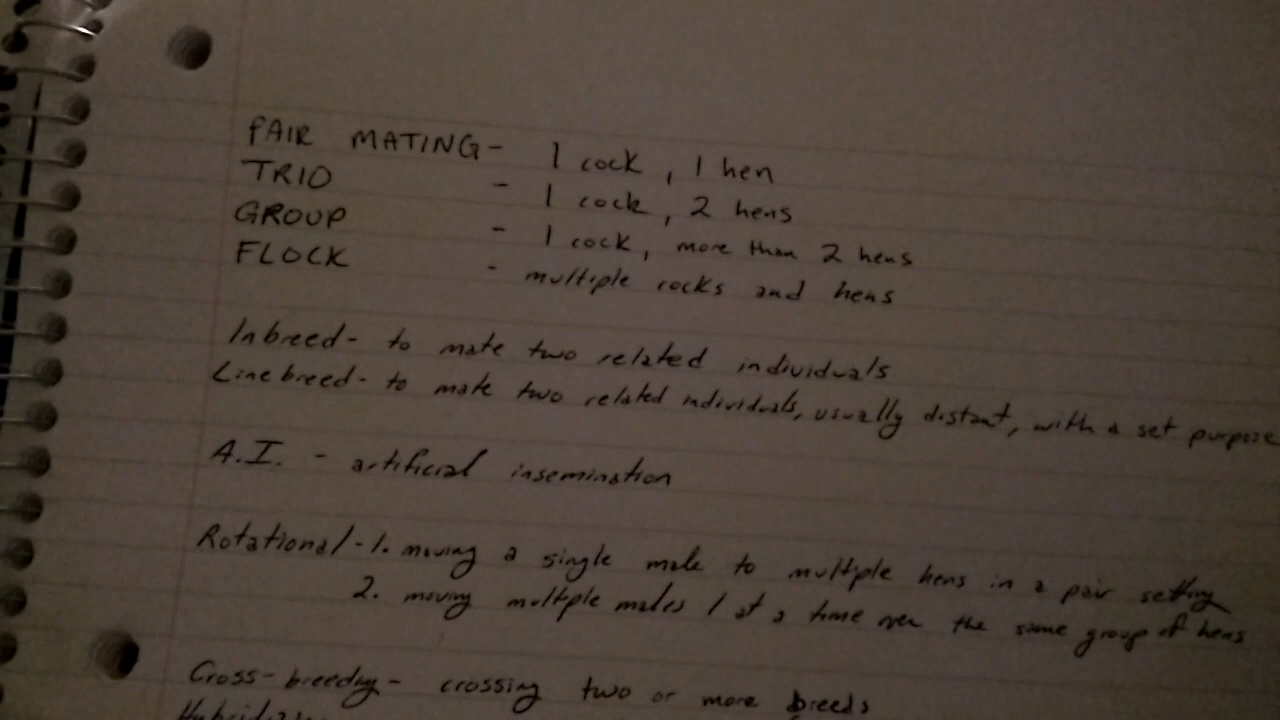 PAIR MATING - 1 cock, 1 hen
TRIO - 1 cock, 2 hens
GROUP - 1 cock, more than 2 hens
FLOCK - multiple cocks and hens
Inbreed - to mate two related individuals
Linebreed - to mate two related individuals, usually distant, with a set purpose
A.I. - artificial insemination
Rotational - 1. moving a single male to multiple hens in a pair setting
2. moving multiple males 1 at a time over the same group of hens
Cross-breeding - crossing two or more breeds